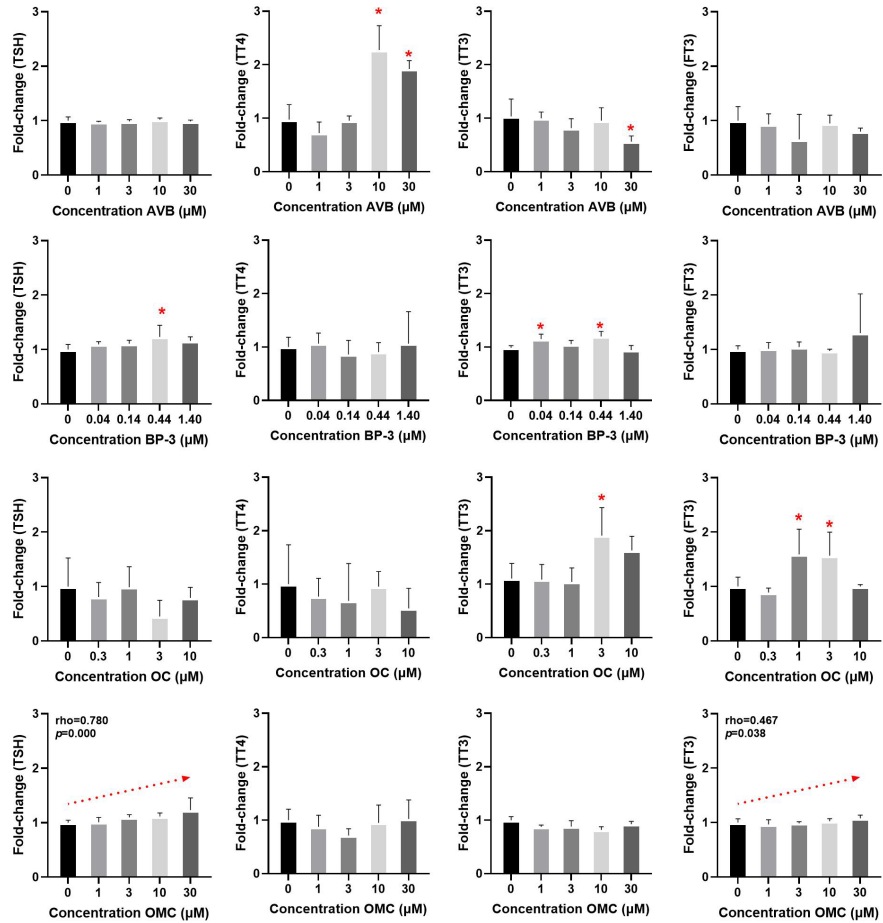 Fold-change (TSH)
3
2
1
0
0 1 3 10 30
Concentration AVB (μM)
Fold-change (TT4)
3
2
1
0
*
*
0 1 3 10 30
Concentration AVB (μM)
Fold-change (TT3)
3
2
1
0
*
0 1 3 10 30
Concentration AVB (μM)
Fold-change (FT3)
3
2
1
0
0 1 3 10 30
Concentration AVB (μM)
Fold-change (TSH)
3
2
1
0
*
0 0.04 0.14 0.44 1.40
Concentration BP-3 (μM)
Fold-change (TT4)
3
2
1
0
0 0.04 0.14 0.44 1.40
Concentration BP-3 (μM)
Fold-change (TT3)
3
2
1
0
*
*
0 0.04 0.14 0.44 1.40
Concentration BP-3 (μM)
Fold-change (FT3)
3
2
1
0
0 0.04 0.14 0.44 1.40
Concentration BP-3 (μM)
Fold-change (TSH)
3
2
1
0
0 0.3 1 3 10
Concentration OC (μM)
Fold-change (TT4)
3
2
1
0
0 0.3 1 3 10
Concentration OC (μM)
Fold-change (TT3)
3
2
1
0
*
0 0.3 1 3 10
Concentration OC (μM)
Fold-change (FT3)
3
2
1
0
*
*
0 0.3 1 3 10
Concentration OC (μM)
Fold-change (TSH)
3
2
1
0
rho=0.780
p=0.000
0 1 3 10 30
Concentration OMC (μM)
Fold-change (TT4)
3
2
1
0
0 1 3 10 30
Concentration OMC (μM)
Fold-change (TT3)
3
2
1
0
0 1 3 10 30
Concentration OMC (μM)
Fold-change (FT3)
3
2
1
0
rho=0.467
p=0.038
0 1 3 10 30
Concentration OMC (μM)